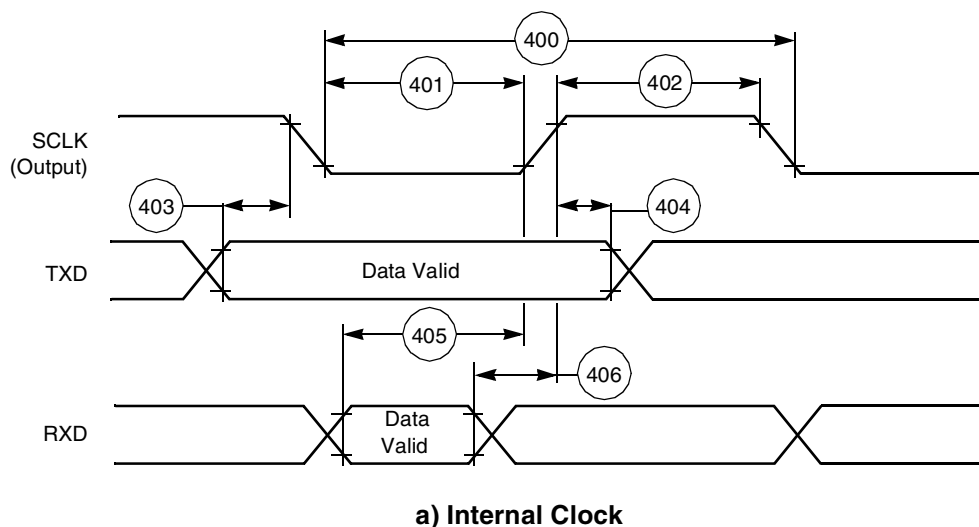 400
401
402
SCLK
(Output)
403
404
TXD
Data Valid
405
406
RXD
Data
Valid
a) Internal Clock